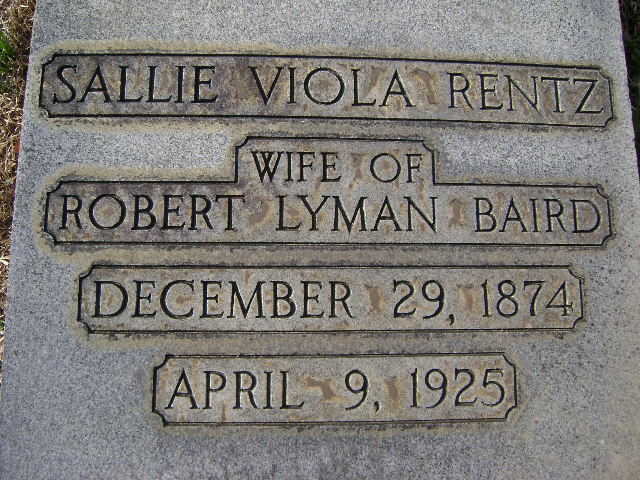 SALLIE VIOLA RENTZ
WIFE OF
ROBERT LYMAN BAIRD
DECEMBER 29, 1874
APRIL 9, 1925